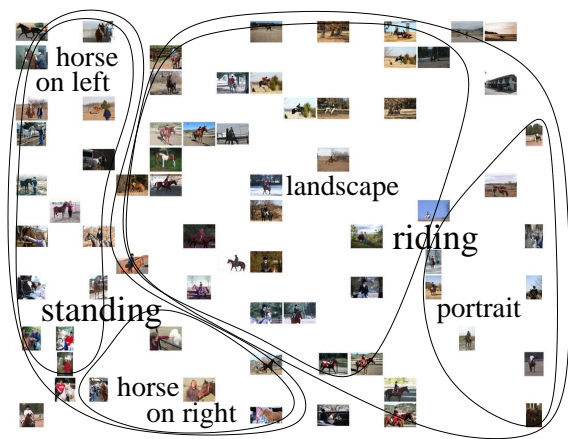 horse
on left
landscape
riding
standing
portrait
horse
on right